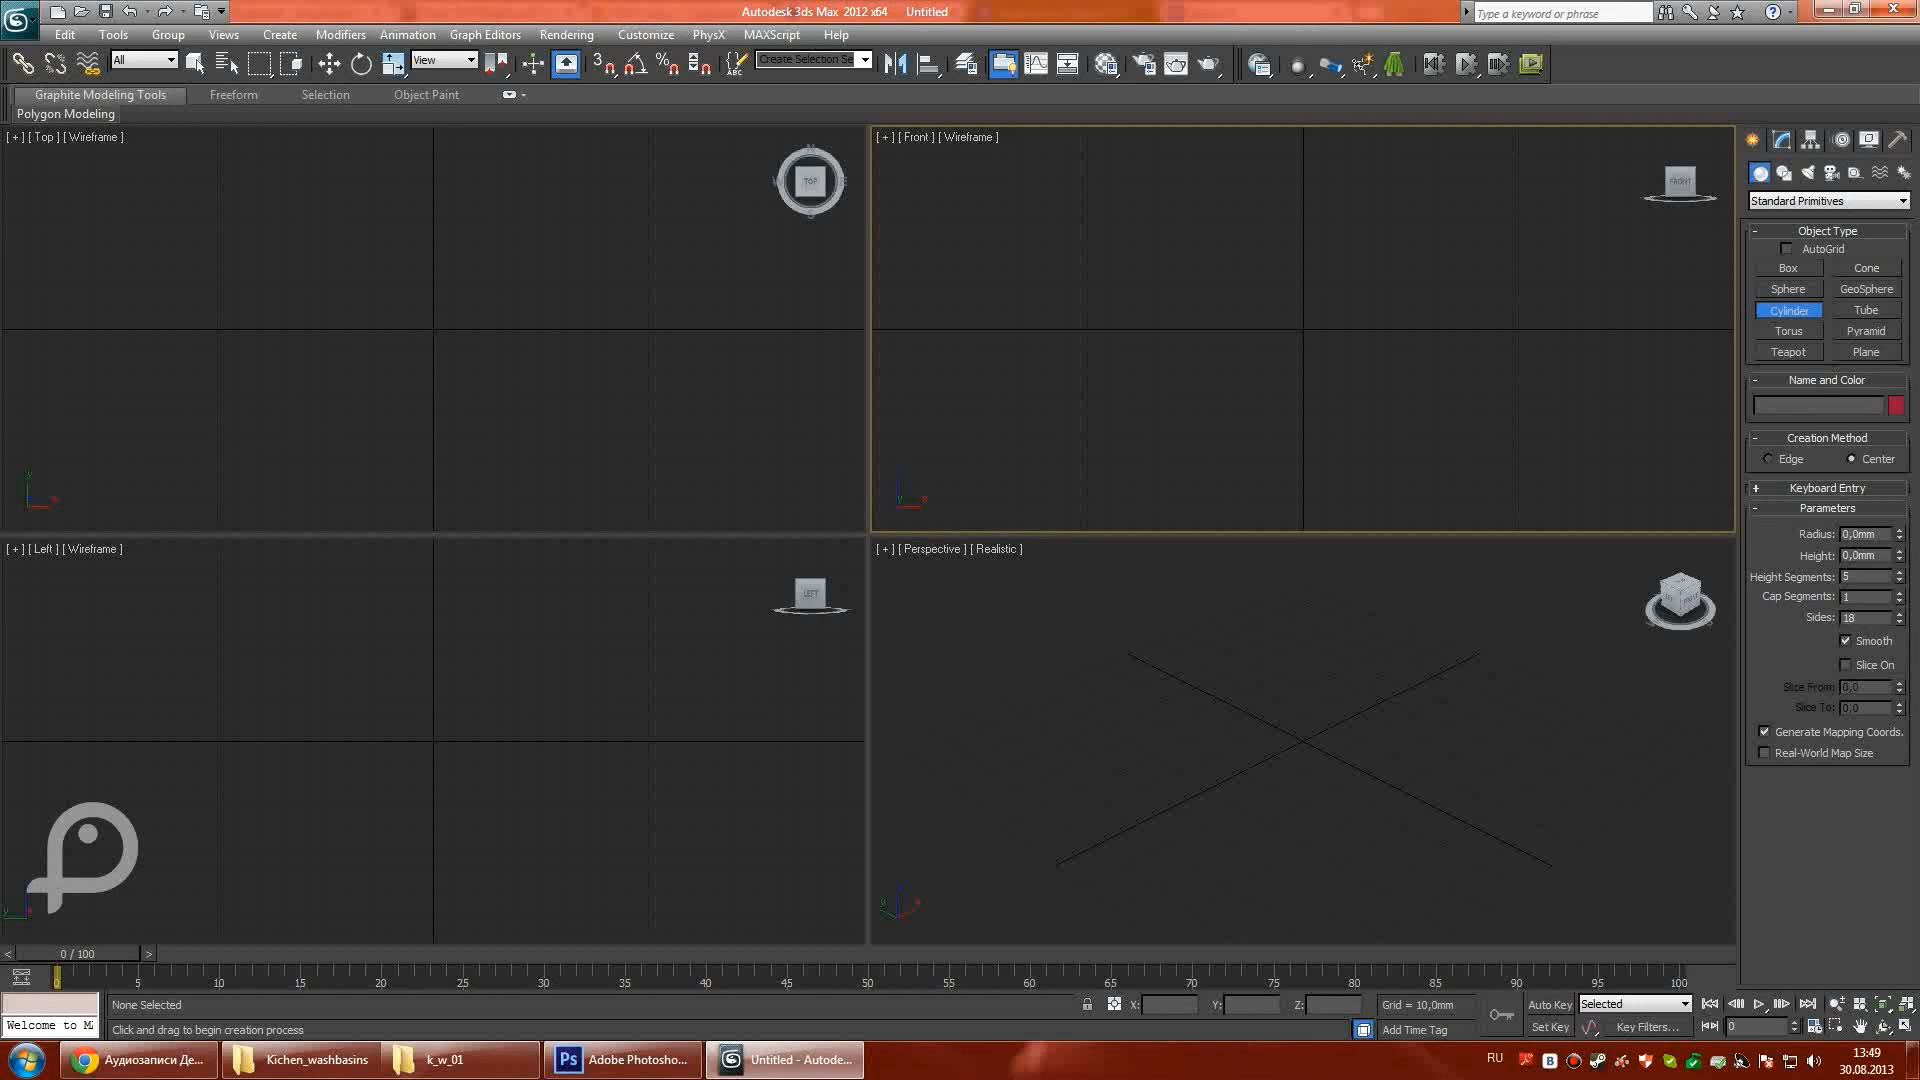 Autodesk 3ds Max 2012 x64 Untitled
Type a keyword or phrase
Edit Tools Group Views Create Modifiers Animation Graph Editors Rendering Customize PhysX MAXScript Help
All
View
3
Create Selection Se
Graphite Modeling Tools Freeform Selection Object Paint
Polygon Modeling
[ + ] [ Top ] [ Wireframe ]
TOP
[ + ] [ Front ] [ Wireframe ]
FRONT
[ + ] [ Left ] [ Wireframe ]
LEFT
[ + ] [ Perspective ] [ Realistic ]
Standard Primitives
- Object Type
AutoGrid
Box Cone
Sphere GeoSphere
Cylinder Tube
Torus Pyramid
Teapot Plane
- Name and Color
- Creation Method
Edge Center
+ Keyboard Entry
- Parameters
Radius: 0,0mm
Height: 0,0mm
Height Segments: 5
Cap Segments: 1
Sides: 18
Smooth
Slice On
Slice From: 0,0
Slice To: 0,0
Generate Mapping Coords.
Real-World Map Size
< 0 / 100 >
0 5 10 15 20 25 30 35 40 45 50 55 60 65 70 75 80 85 90 95 100
None Selected
X: Y: Z: Grid = 10,0mm
Auto Key Selected
Welcome to M
Click and drag to begin creation process
Add Time Tag
Set Key Key Filters... 0
Аудиозаписи Де...
Kichen_washbasins
k_w_01
Ps Adobe Photosho...
Untitled - Autode...
RU
13:49
30.08.2013